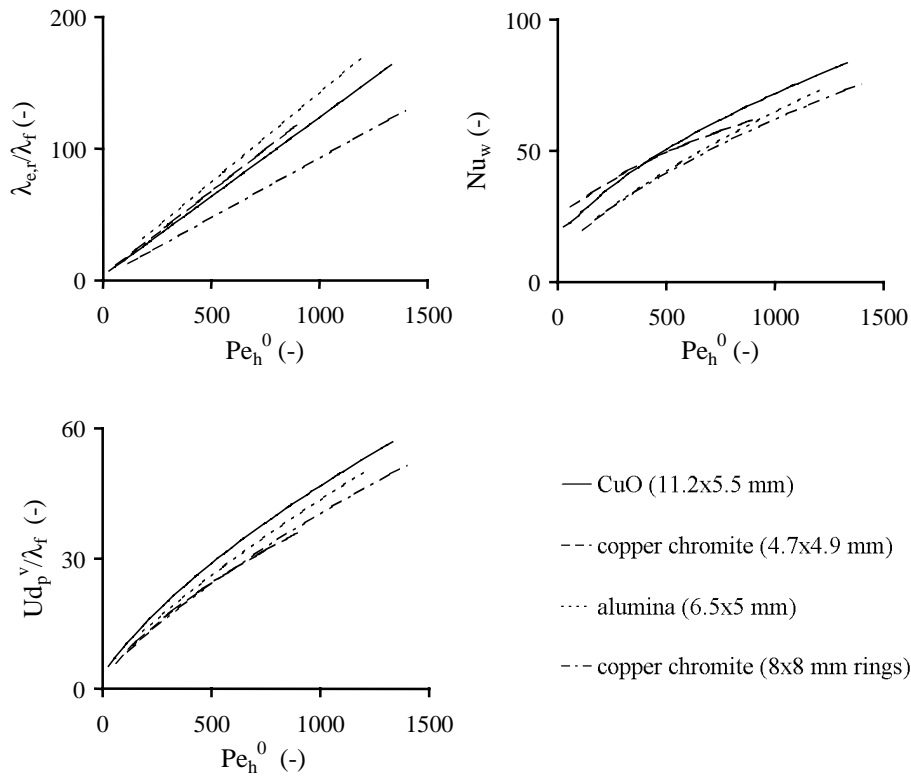 200
100
0
λe,r/λf (-)
0 500 1000 1500
Peh0 (-)
100
50
0
Nuw (-)
0 500 1000 1500
Peh0 (-)
60
30
0
Udpv/λf (-)
0 500 1000 1500
Peh0 (-)
CuO (11.2x5.5 mm)
copper chromite (4.7x4.9 mm)
alumina (6.5x5 mm)
copper chromite (8x8 mm rings)